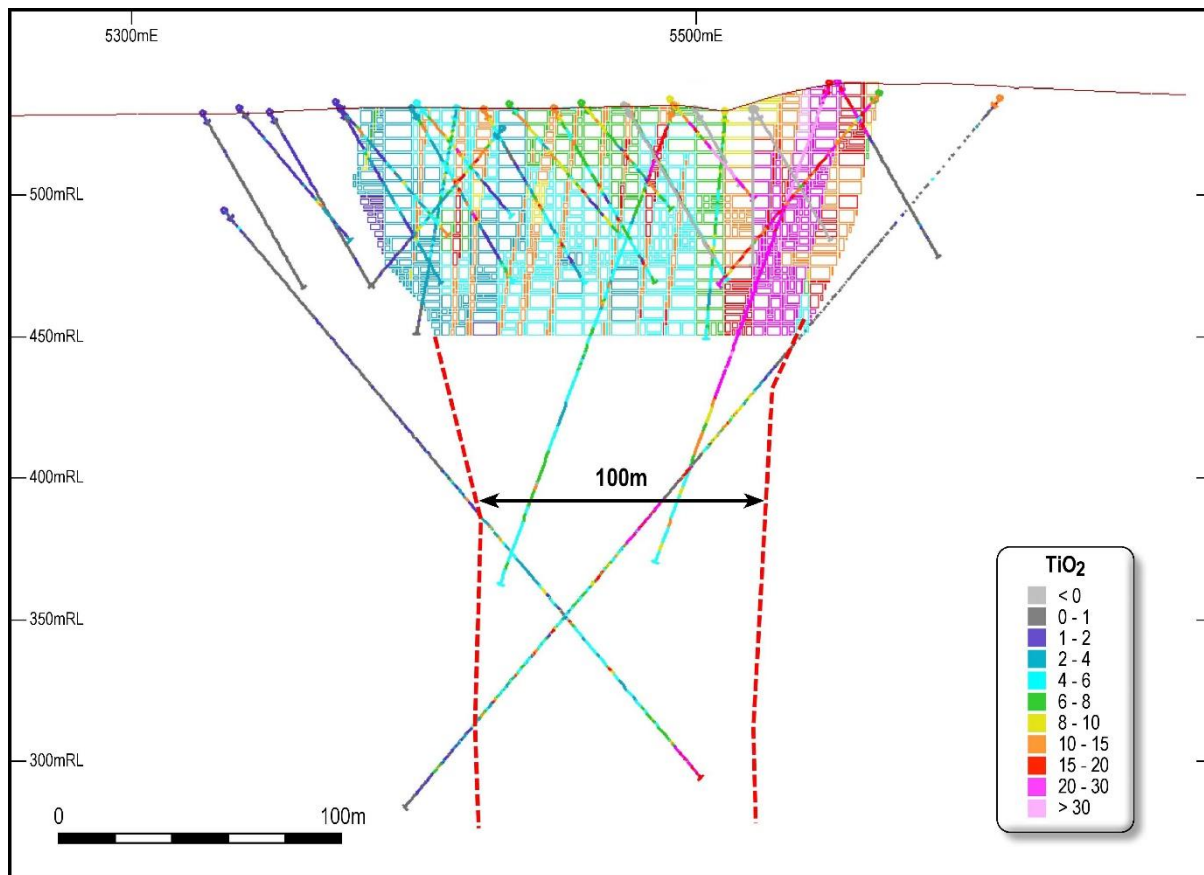 5300mE
5500mE
500mRL
450mRL
400mRL
350mRL
300mRL
100m
0
100m
TiO₂
< 0
0 - 1
1 - 2
2 - 4
4 - 6
6 - 8
8 - 10
10 - 15
15 - 20
20 - 30
> 30